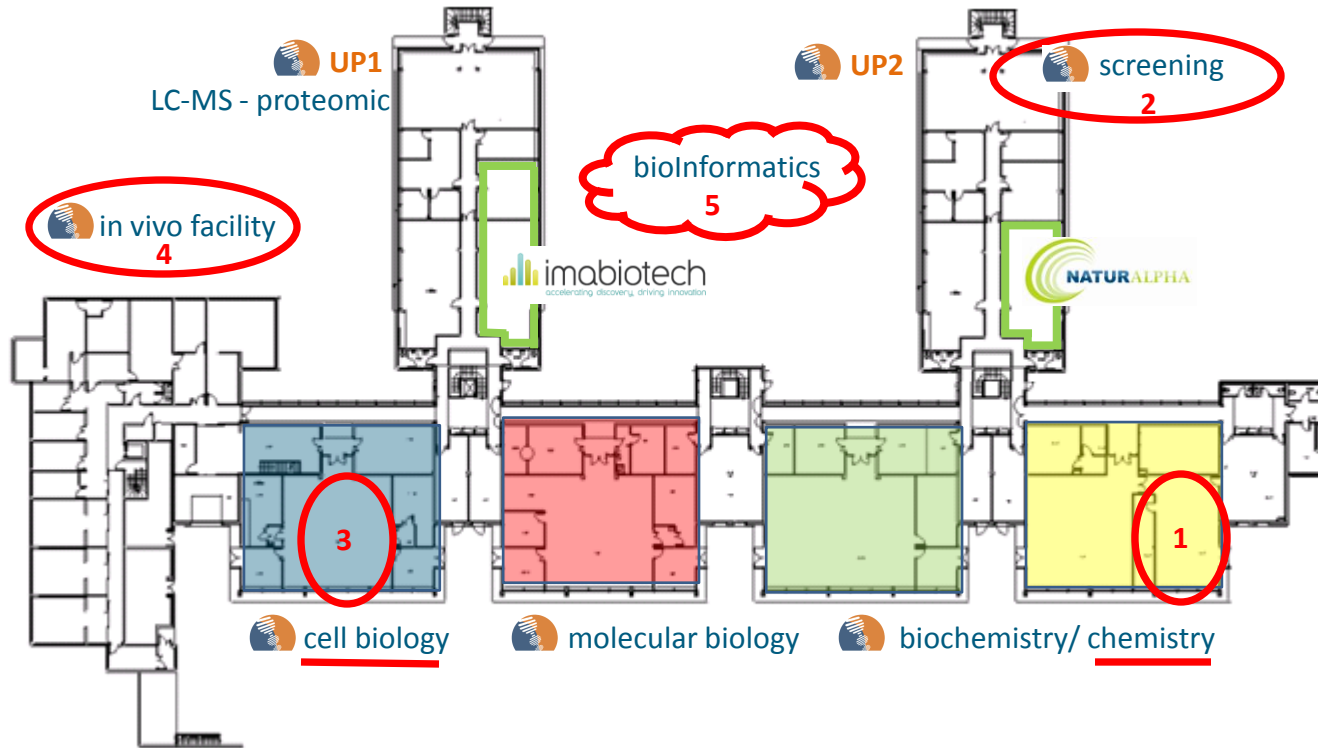 UP1
LC-MS - proteomic
UP2
screening
2
bioInformatics
5
in vivo facility
4
imabiotech
accelerating discovery, driving innovation
NATURALPHA
3
1
cell biology
molecular biology
biochemistry/ chemistry